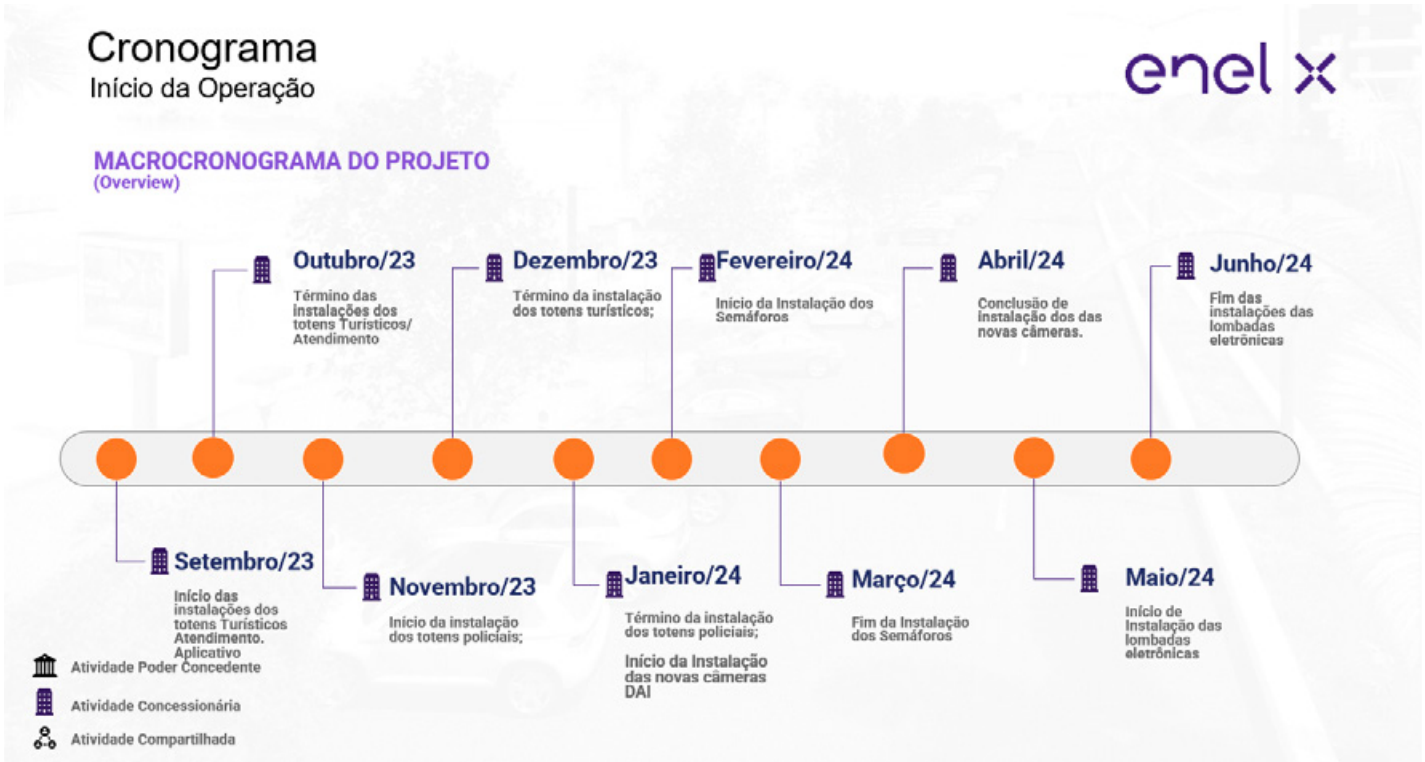 Cronograma
Início da Operação
enel x
MACROCRONOGRAMA DO PROJETO
(Overview)
Outubro/23
Término das
instalações dos
totens Turísticos/
Atendimento
Dezembro/23
Término da instalação
dos totens turísticos;
Fevereiro/24
Início da Instalação dos
Semáforos
Abril/24
Conclusão de
instalação dos das
novas câmeras.
Junho/24
Fim das
instalações das
lombadas
eletrônicas
Setembro/23
Início das
instalações dos
totens Turísticos
Atendimento.
Aplicativo
Novembro/23
Início da instalação
dos totens policiais;
Janeiro/24
Término da instalação
dos totens policiais;
Início da Instalação
das novas câmeras
DAI
Março/24
Fim da Instalação
dos Semáforos
Maio/24
Início de
Instalação das
lombadas
eletrônicas
Atividade Poder Concedente
Atividade Concessionária
Atividade Compartilhada